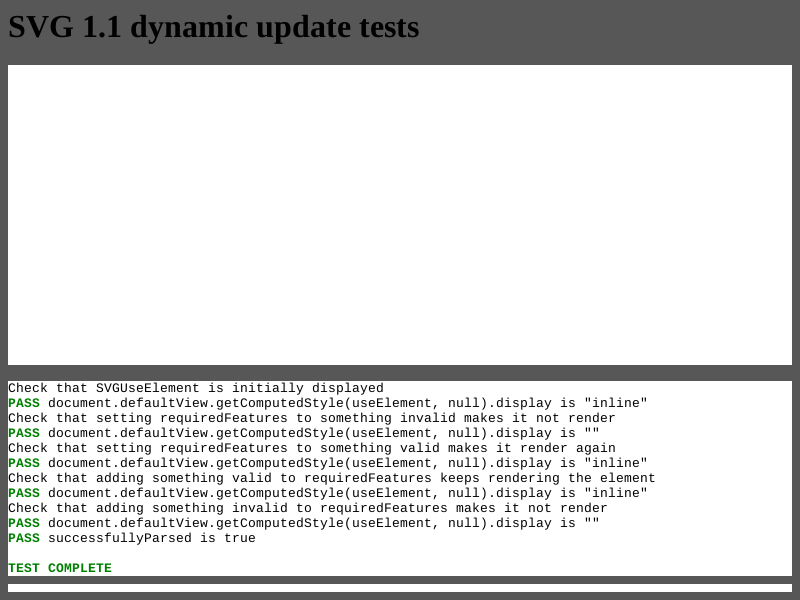 SVG 1.1 dynamic update tests
Check that SVGUseElement is initially displayed
PASS document.defaultView.getComputedStyle(useElement, null).display is "inline"
Check that setting requiredFeatures to something invalid makes it not render
PASS document.defaultView.getComputedStyle(useElement, null).display is ""
Check that setting requiredFeatures to something valid makes it render again
PASS document.defaultView.getComputedStyle(useElement, null).display is "inline"
Check that adding something valid to requiredFeatures keeps rendering the element
PASS document.defaultView.getComputedStyle(useElement, null).display is "inline"
Check that adding something invalid to requiredFeatures makes it not render
PASS document.defaultView.getComputedStyle(useElement, null).display is ""
PASS successfullyParsed is true
TEST COMPLETE